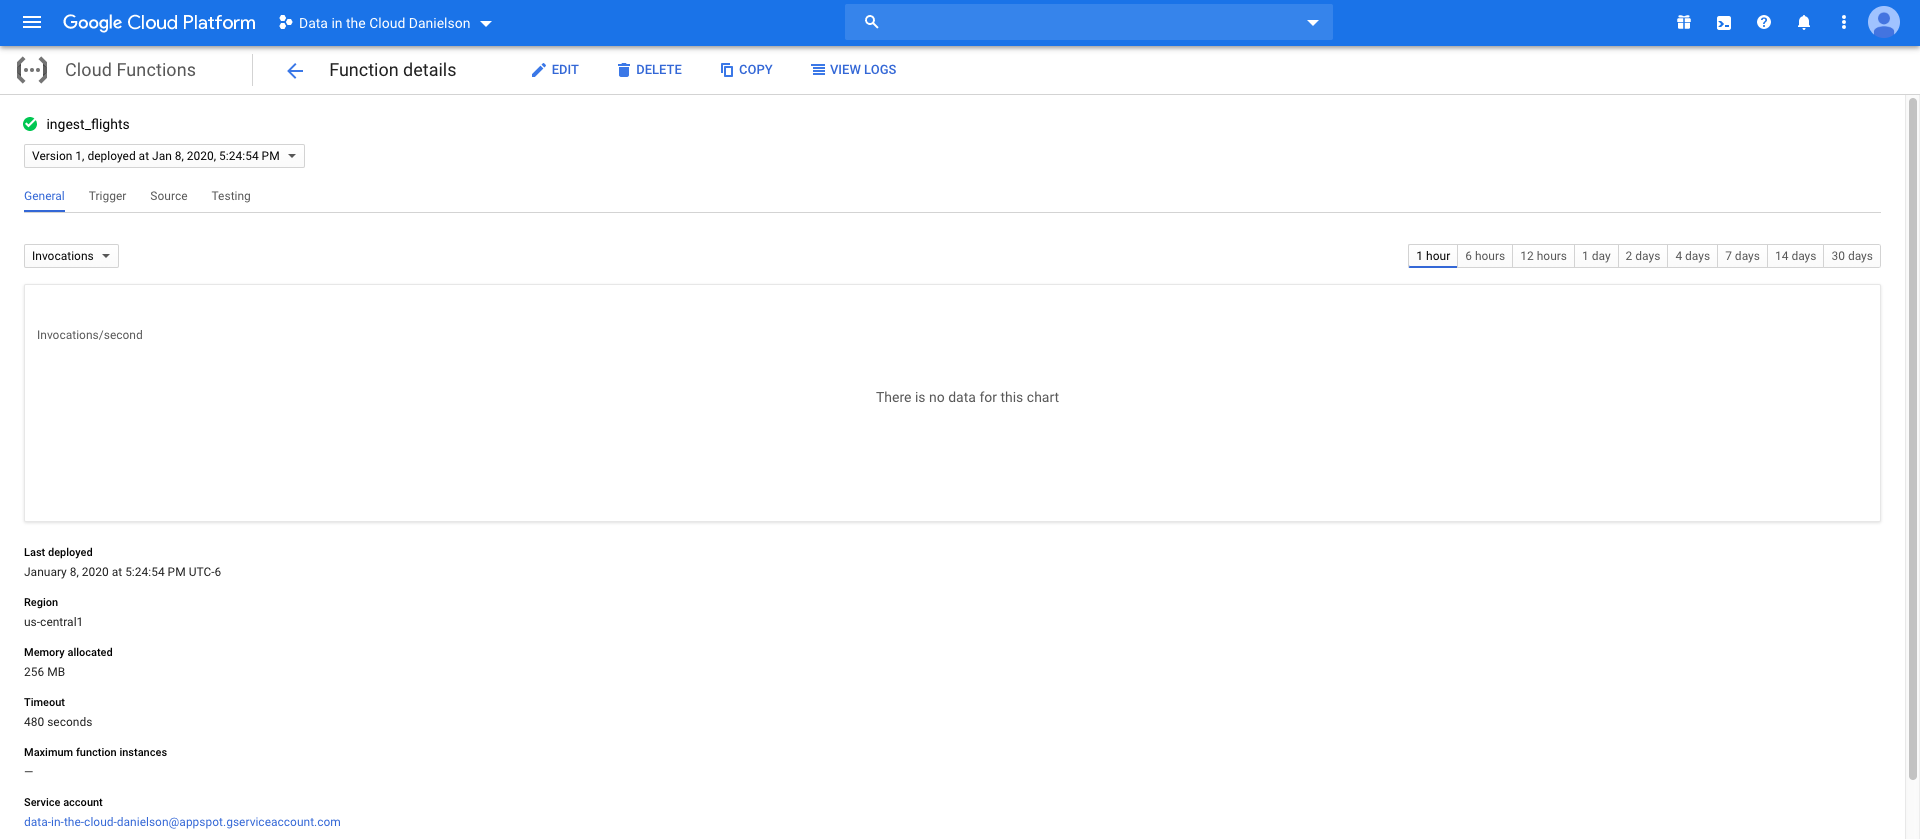 Google Cloud Platform
Data in the Cloud Danielson
Cloud Functions
Function details
EDIT
DELETE
COPY
VIEW LOGS
ingest_flights
Version 1, deployed at Jan 8, 2020, 5:24:54 PM
General
Trigger
Source
Testing
Invocations
1 hour
6 hours
12 hours
1 day
2 days
4 days
7 days
14 days
30 days
Invocations/second
There is no data for this chart
Last deployed
January 8, 2020 at 5:24:54 PM UTC-6
Region
us-central1
Memory allocated
256 MB
Timeout
480 seconds
Maximum function instances
—
Service account
data-in-the-cloud-danielson@appspot.gserviceaccount.com